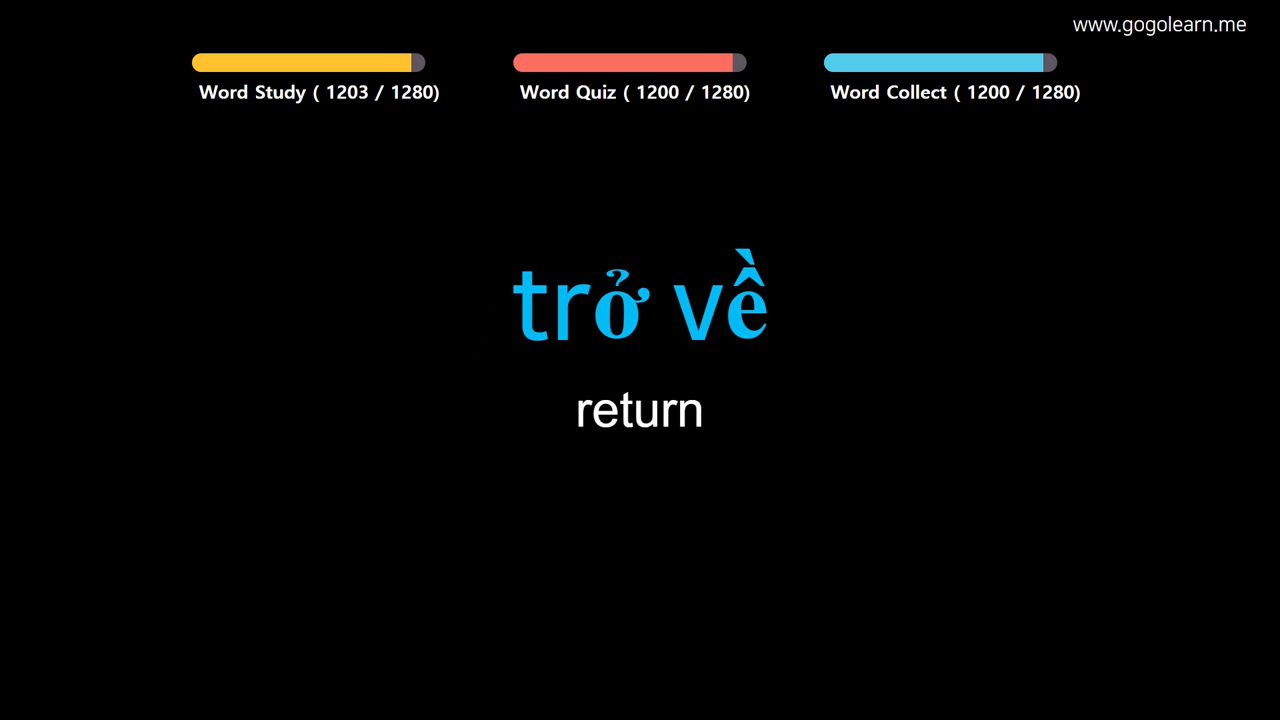 www.gogolearn.me
Word Study ( 1203 / 1280)
Word Quiz ( 1200 / 1280)
Word Collect ( 1200 / 1280)
trở về
return